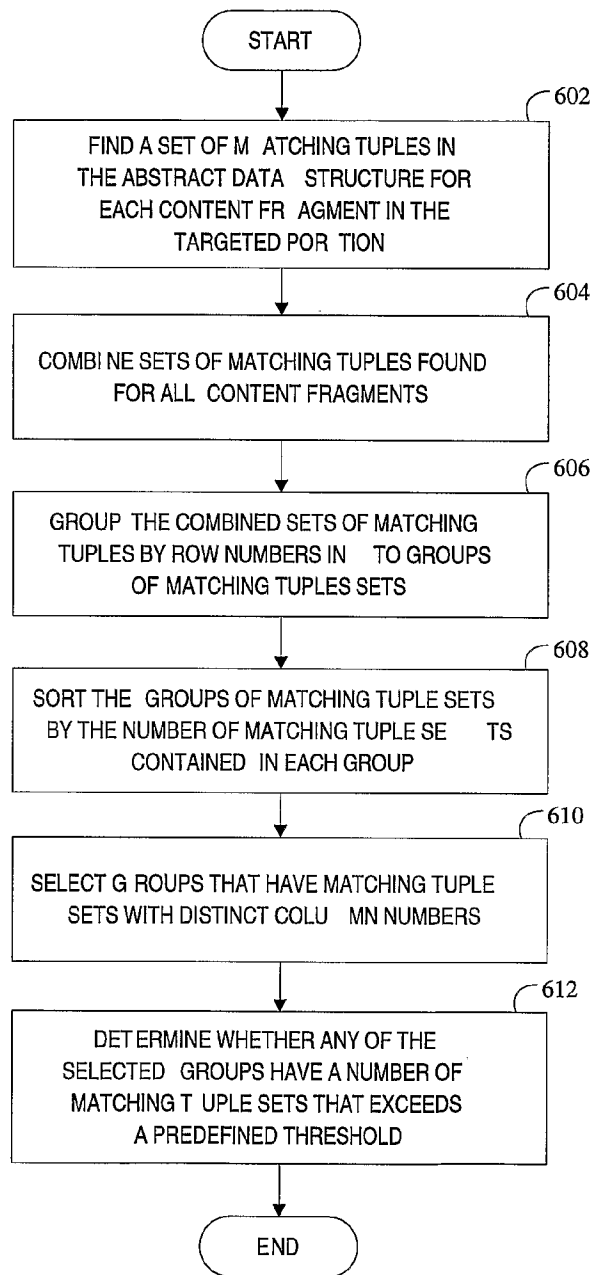 START
602
FIND A SET OF M ATCHING TUPLES IN
THE ABSTRACT DATA STRUCTURE FOR
EACH CONTENT FR AGMENT IN THE
TARGETED POR TION
604
COMBI NE SETS OF MATCHING TUPLES FOUND
FOR ALL CONTENT FRAGMENTS
606
GROUP THE COMBINED SETS OF MATCHING
TUPLES BY ROW NUMBERS IN TO GROUPS
OF MATCHING TUPLES SETS
608
SORT THE GROUPS OF MATCHING TUPLE SETS
BY THE NUMBER OF MATCHING TUPLE SE TS
CONTAINED IN EACH GROUP
610
SELECT G ROUPS THAT HAVE MATCHING TUPLE
SETS WITH DISTINCT COLU MN NUMBERS
612
DET ERMINE WHETHER ANY OF THE
SELECTED GROUPS HAVE A NUMBER OF
MATCHING T UPLE SETS THAT EXCEEDS
A PREDEFINED THRESHOLD
END